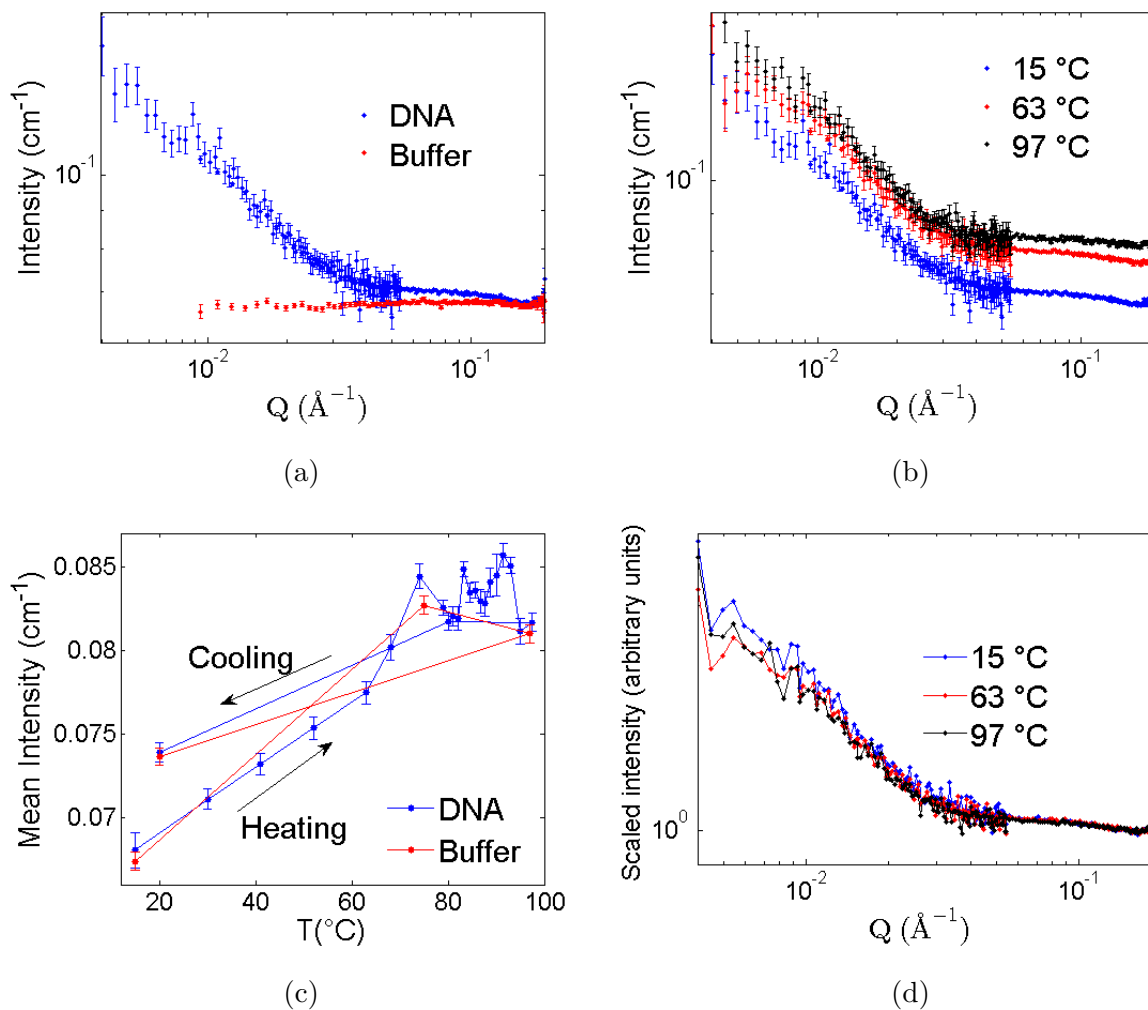 Intensity (cm⁻¹)
10⁻¹
DNA
Buffer
10⁻²
10⁻¹
Q (Å⁻¹)
(a)
Intensity (cm⁻¹)
10⁻¹
15 °C
63 °C
97 °C
10⁻²
10⁻¹
Q (Å⁻¹)
(b)
Mean Intensity (cm⁻¹)
0.085
0.08
0.075
0.07
Cooling
Heating
DNA
Buffer
20
40
60
80
100
T(°C)
(c)
Scaled intensity (arbitrary units)
10⁰
15 °C
63 °C
97 °C
10⁻²
10⁻¹
Q (Å⁻¹)
(d)